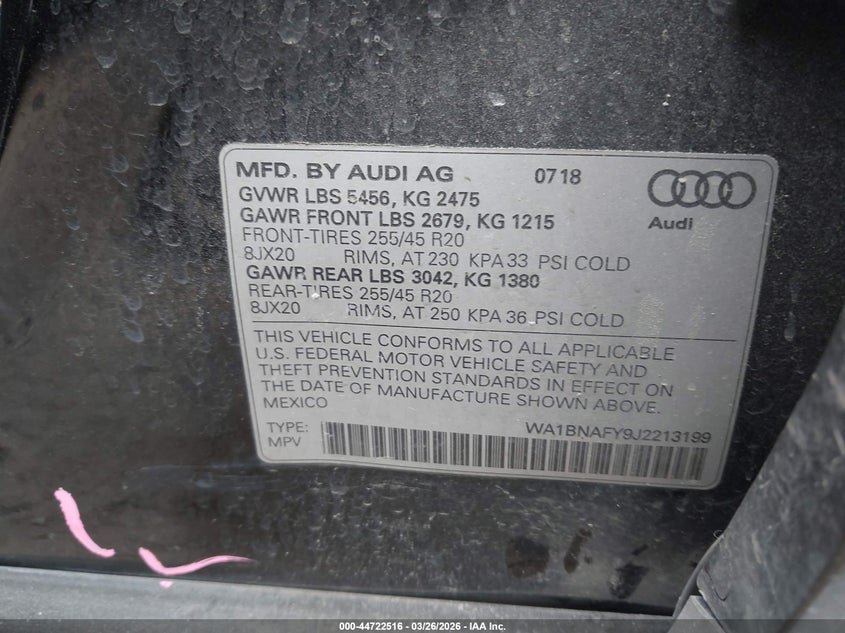 MFD. BY AUDI AG 0718
GVWR LBS 5456, KG 2475
GAWR FRONT LBS 2679, KG 1215
Audi
FRONT-TIRES 255/45 R20
8JX20 RIMS, AT 230 KPA 33 PSI COLD
GAWR REAR LBS 3042, KG 1380
REAR-TIRES 255/45 R20
8JX20 RIMS, AT 250 KPA 36 PSI COLD
THIS VEHICLE CONFORMS TO ALL APPLICABLE
U.S. FEDERAL MOTOR VEHICLE SAFETY AND
THEFT PREVENTION STANDARDS IN EFFECT ON
THE DATE OF MANUFACTURE SHOWN ABOVE.
MEXICO
TYPE: WA1BNAFY9J2213199
MPV
000-44722516 - 03/26/2026 - IAA Inc.